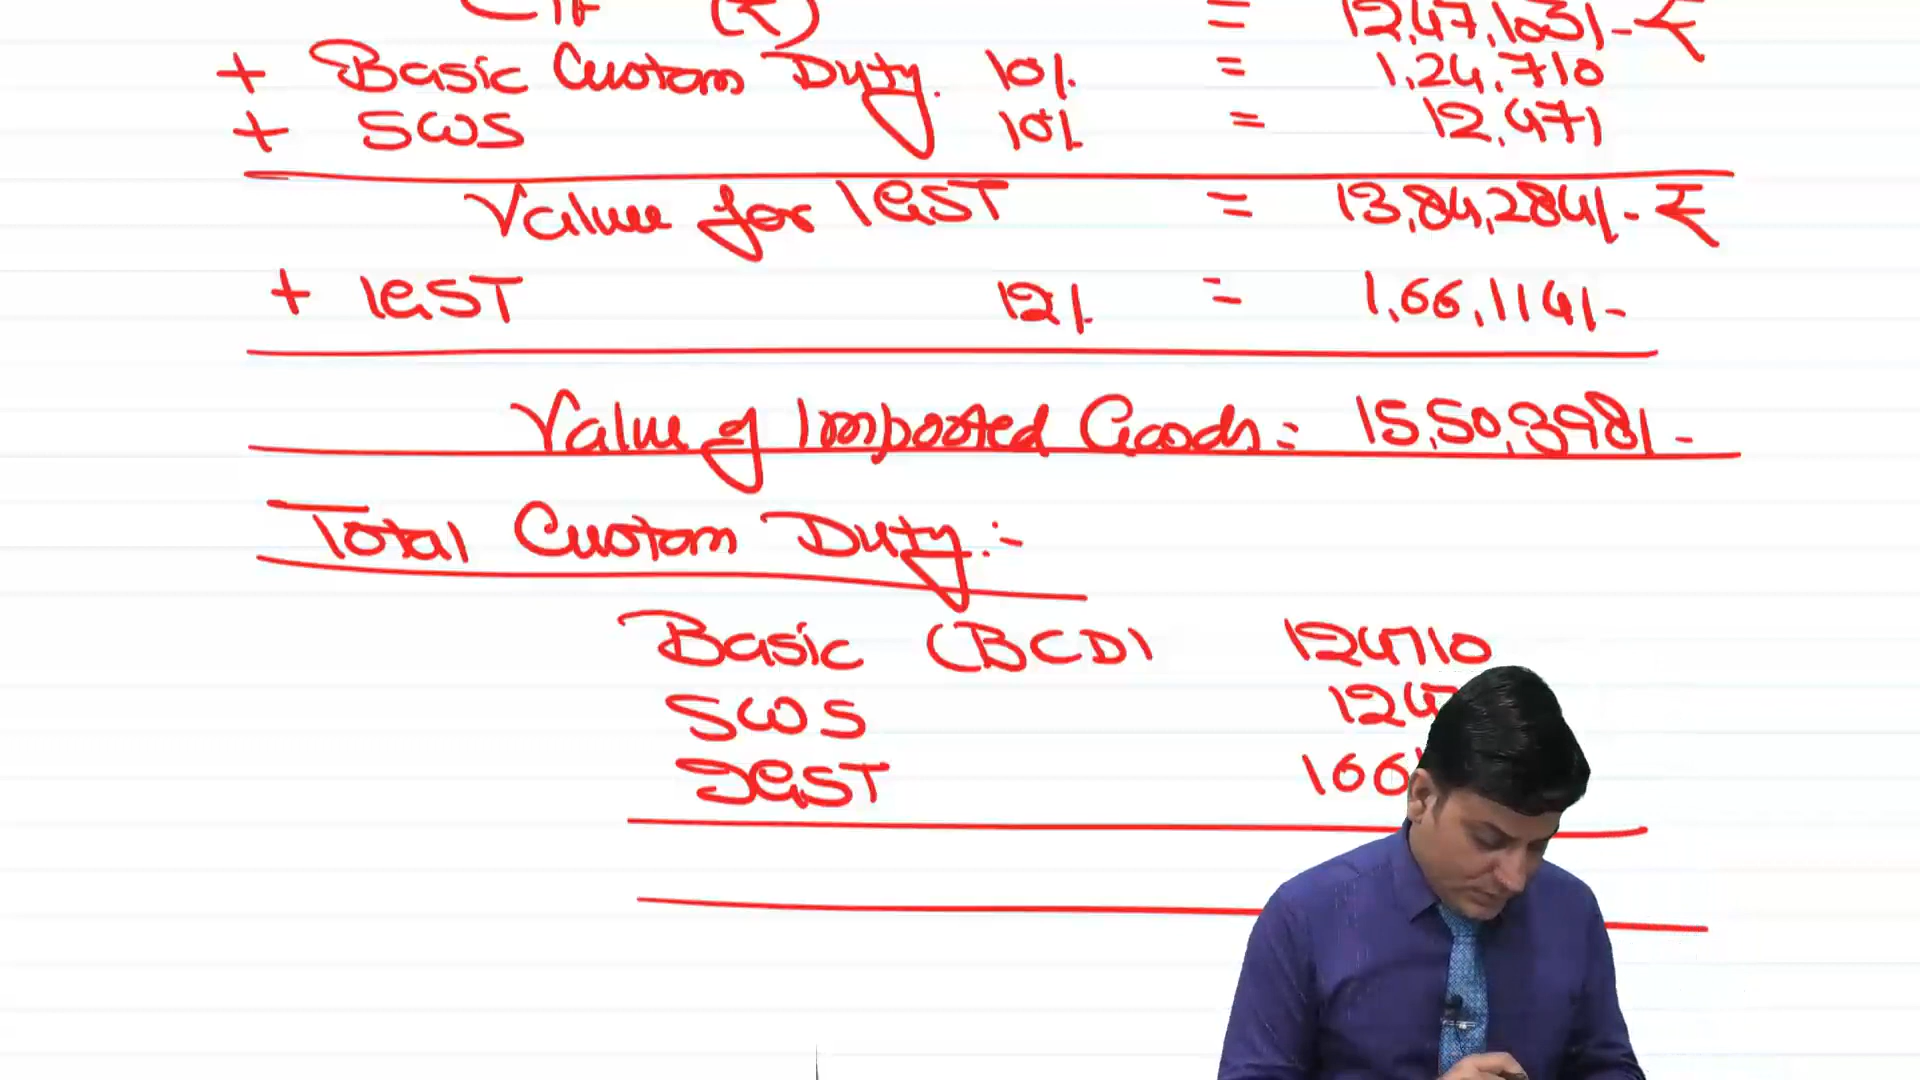 CIF (₹) = 12,47,103/- ₹
+ Basic Custom Duty. 10% = 1,24,710
+ SWS 10% = 12,471
Value for IGST = 13,84,284/- ₹
+ IGST 12% = 1,66,114/-
Value of Imported Goods = 15,50,398/-
Total Custom Duty :-
Basic (BCD) 124710
SWS
IGST